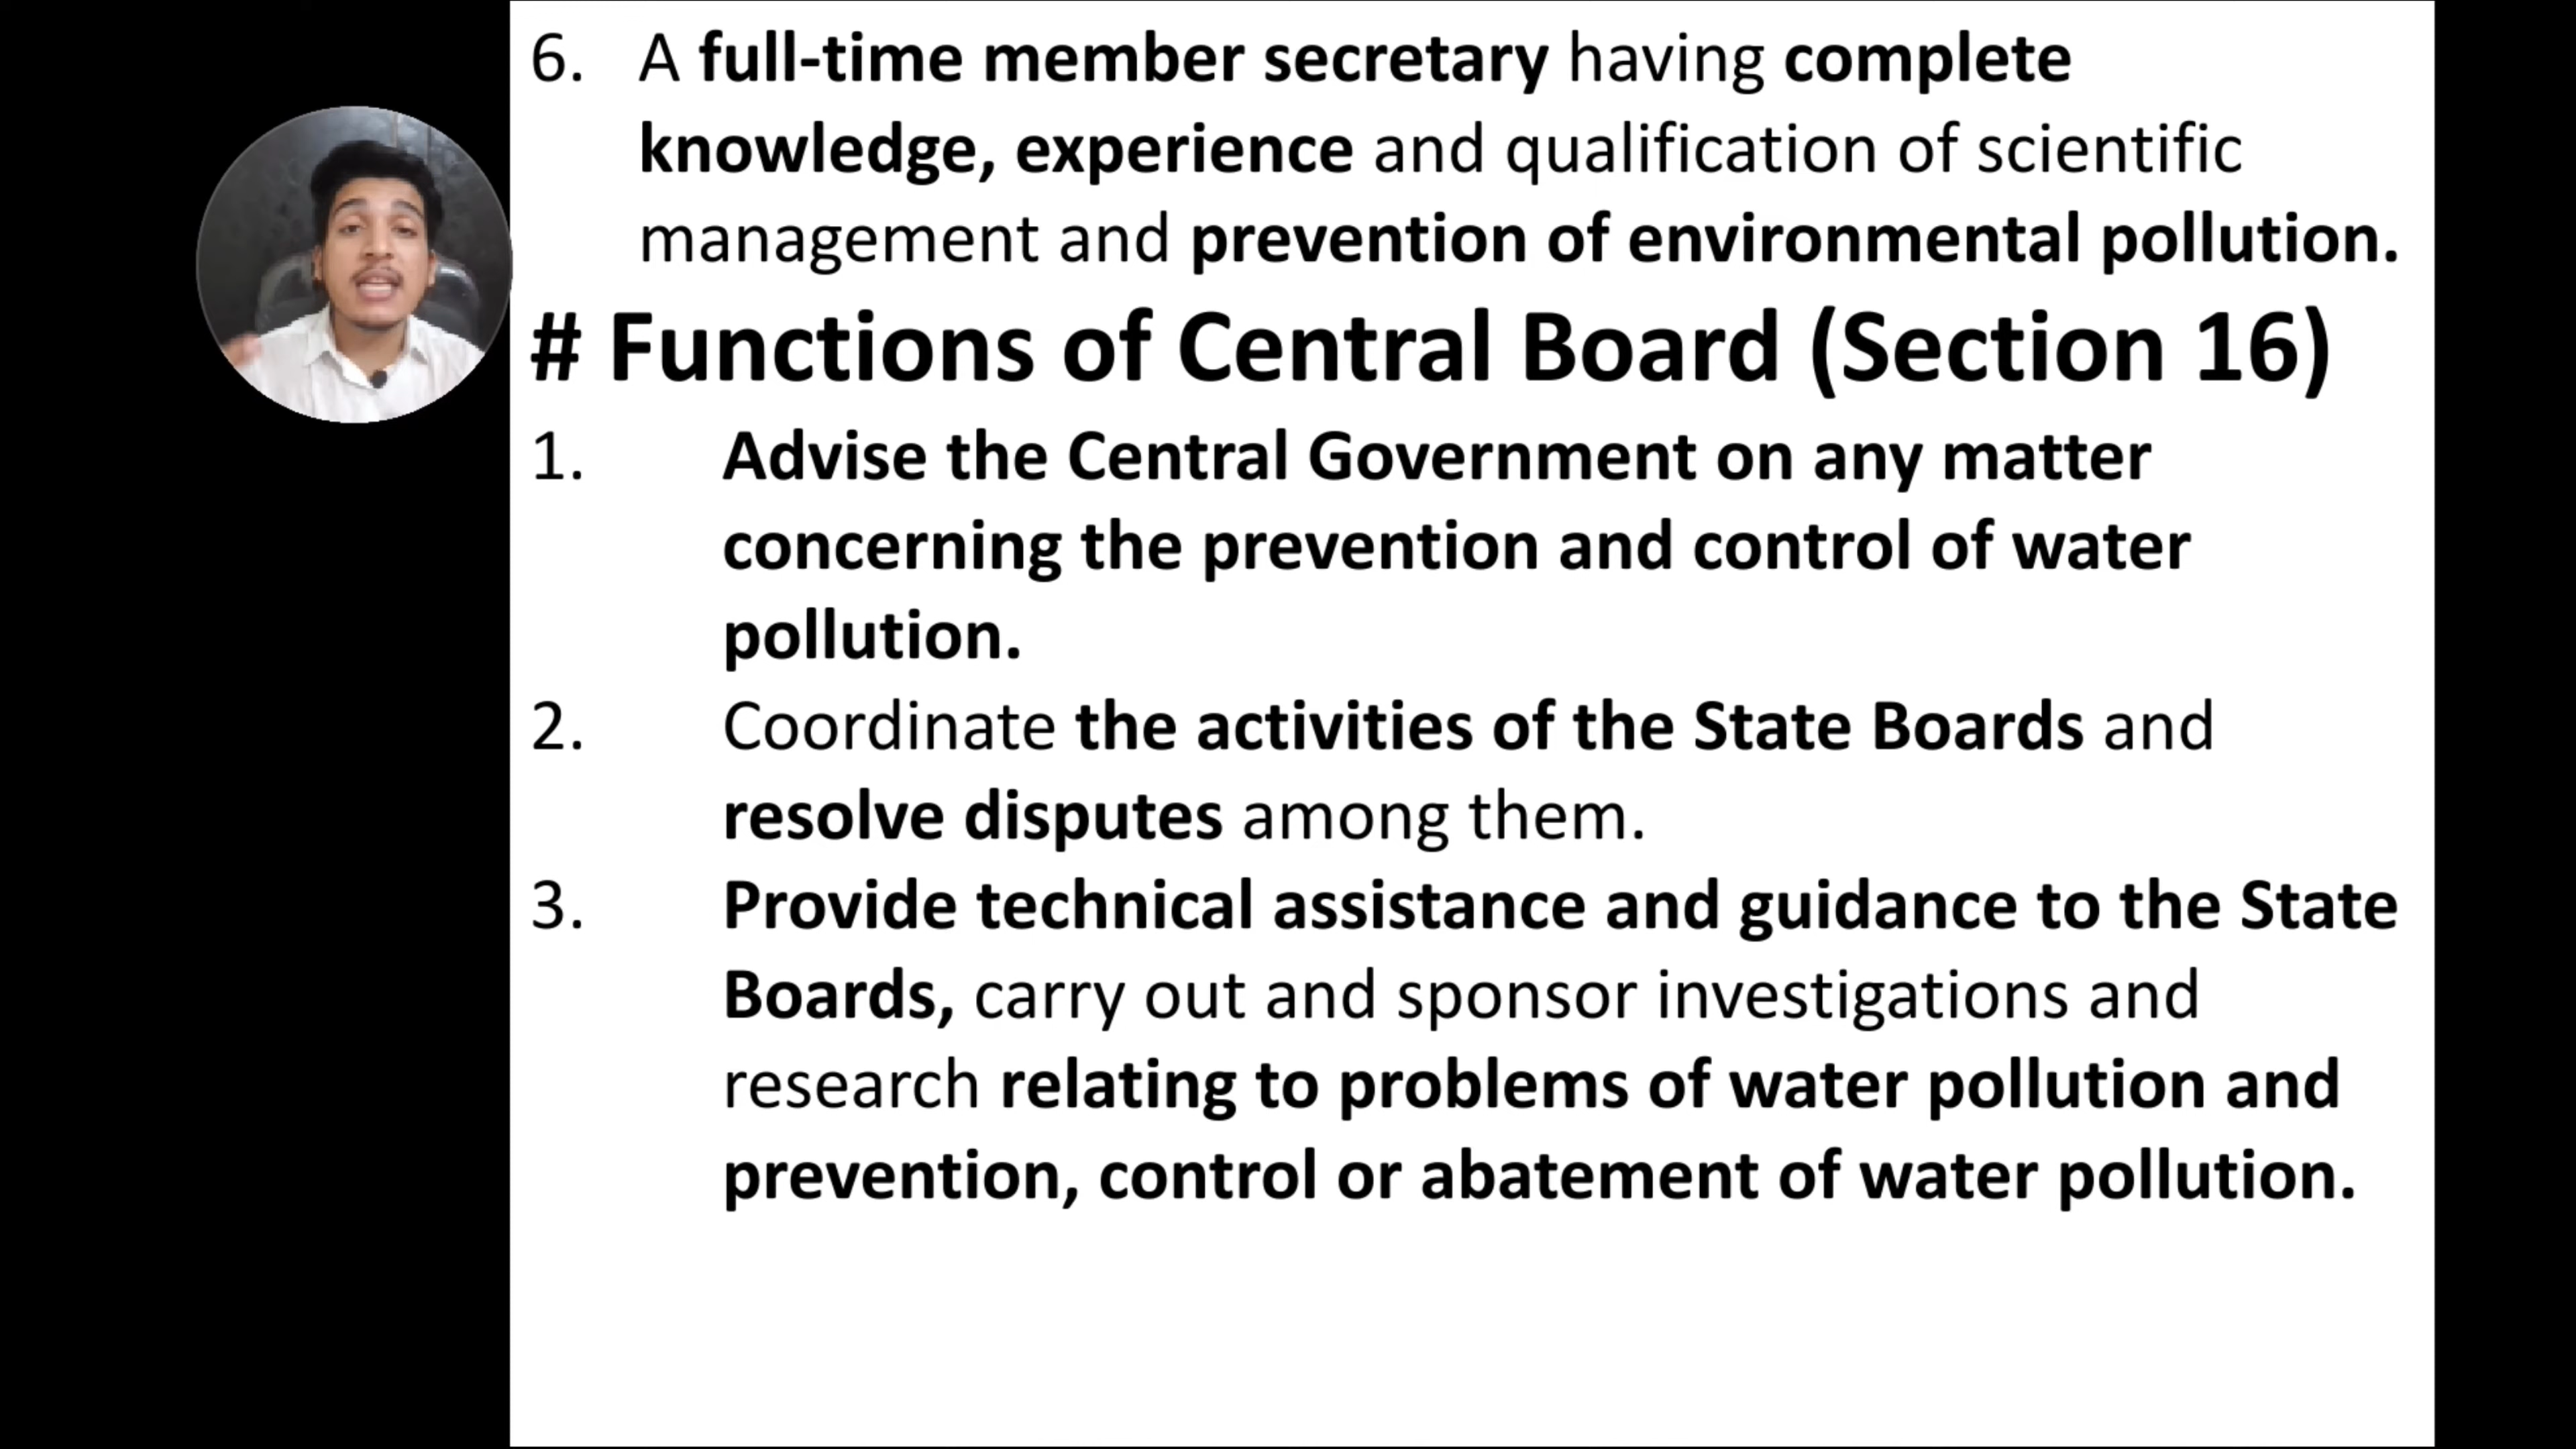 6. A full-time member secretary having complete
knowledge, experience and qualification of scientific
management and prevention of environmental pollution.
# Functions of Central Board (Section 16)
1. Advise the Central Government on any matter
concerning the prevention and control of water
pollution.
2. Coordinate the activities of the State Boards and
resolve disputes among them.
3. Provide technical assistance and guidance to the State
Boards, carry out and sponsor investigations and
research relating to problems of water pollution and
prevention, control or abatement of water pollution.